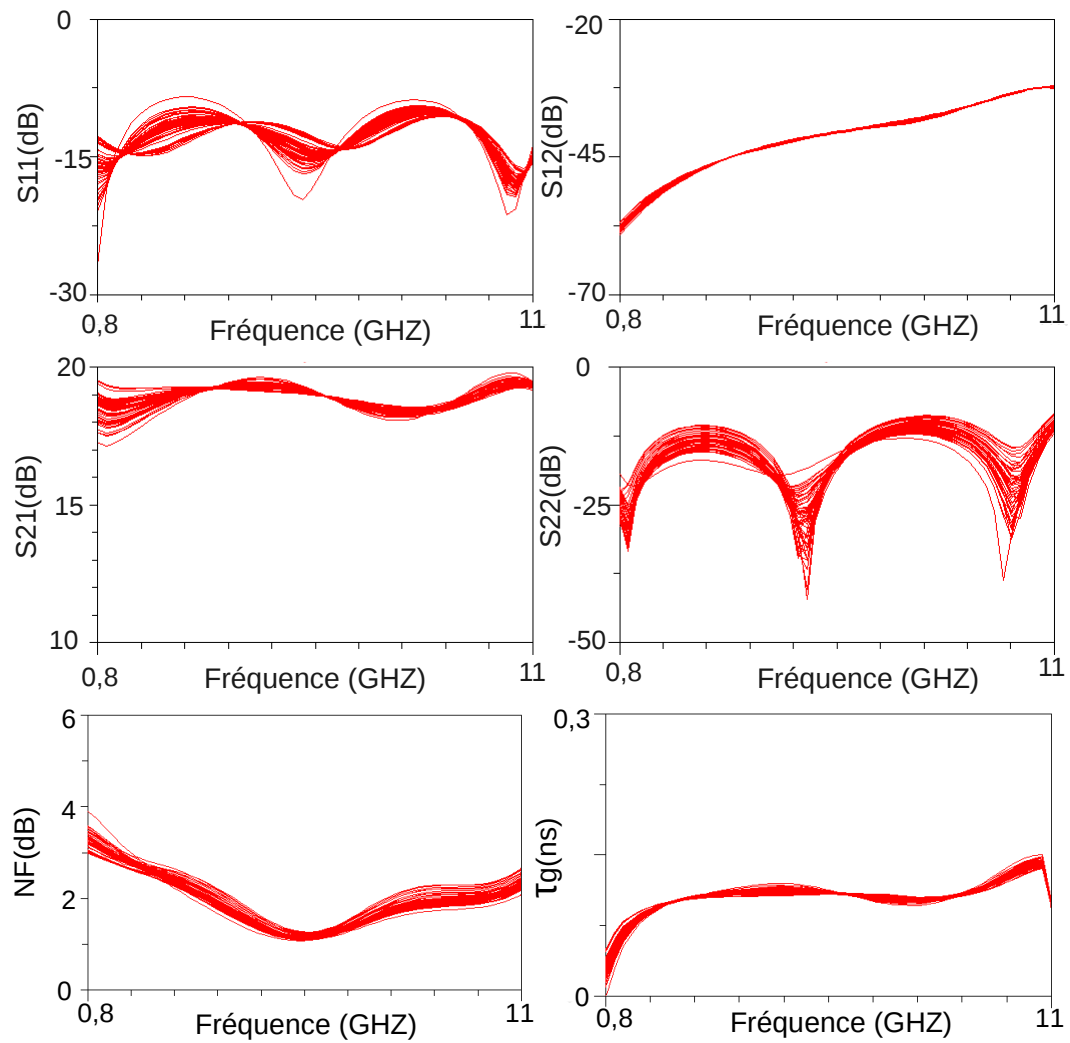 0
S11(dB)
-15
-30
0,8
Fréquence (GHZ)
11
-20
S12(dB)
-45
-70
0,8
Fréquence (GHZ)
11
20
S21(dB)
15
10
0,8
Fréquence (GHZ)
11
0
S22(dB)
-25
-50
0,8
Fréquence (GHZ)
11
6
4
NF(dB)
2
0
0,8
Fréquence (GHZ)
11
0,3
τg(ns)
0
0,8
Fréquence (GHZ)
11